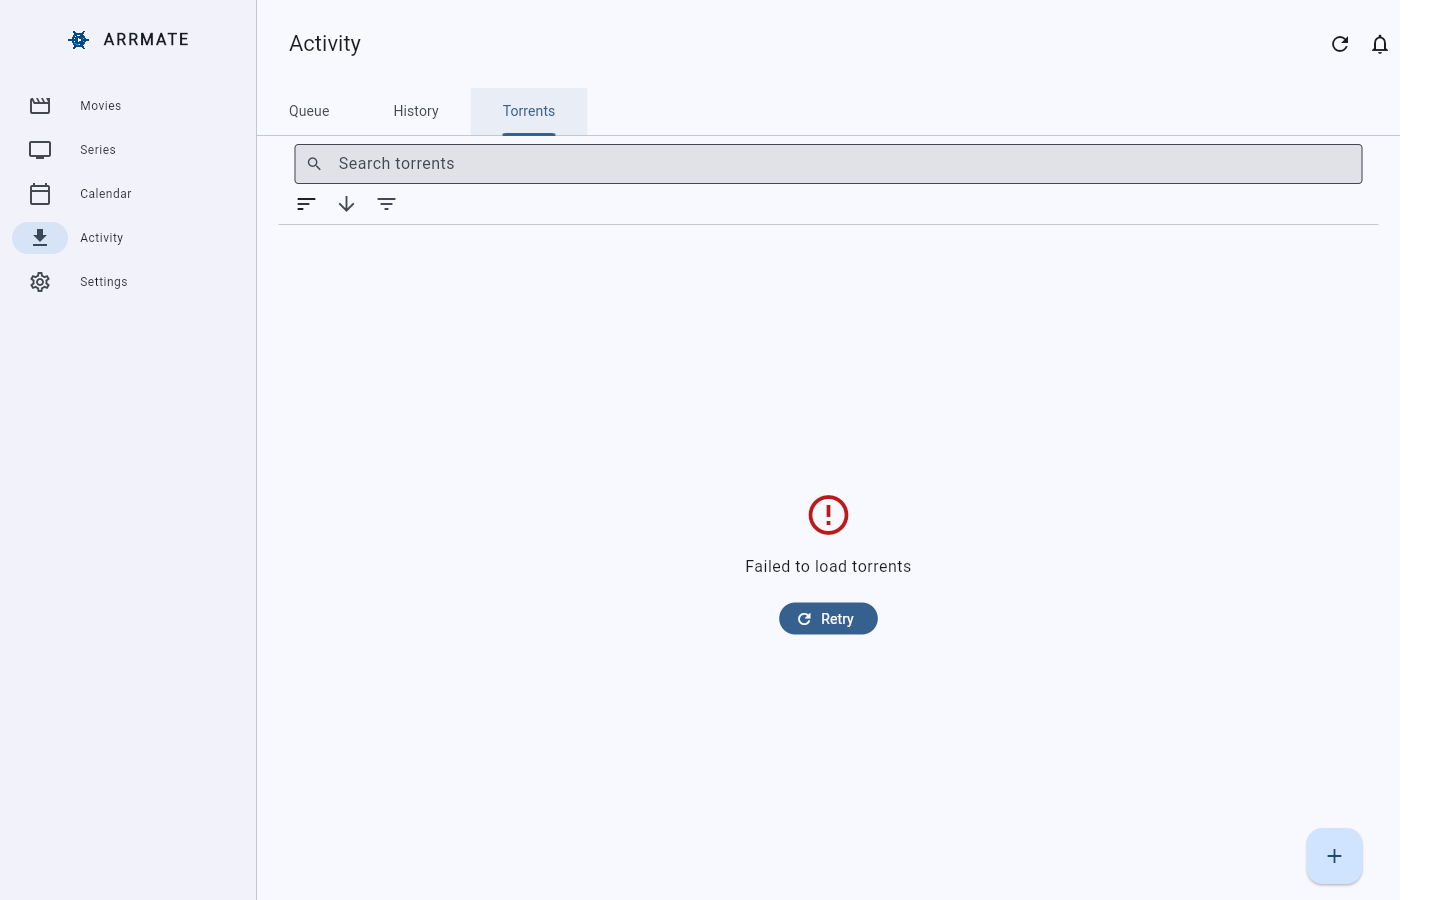 ARRMATE
Movies
Series
Calendar
Activity
Settings
Activity
Queue
History
Torrents
Search torrents
Failed to load torrents
Retry